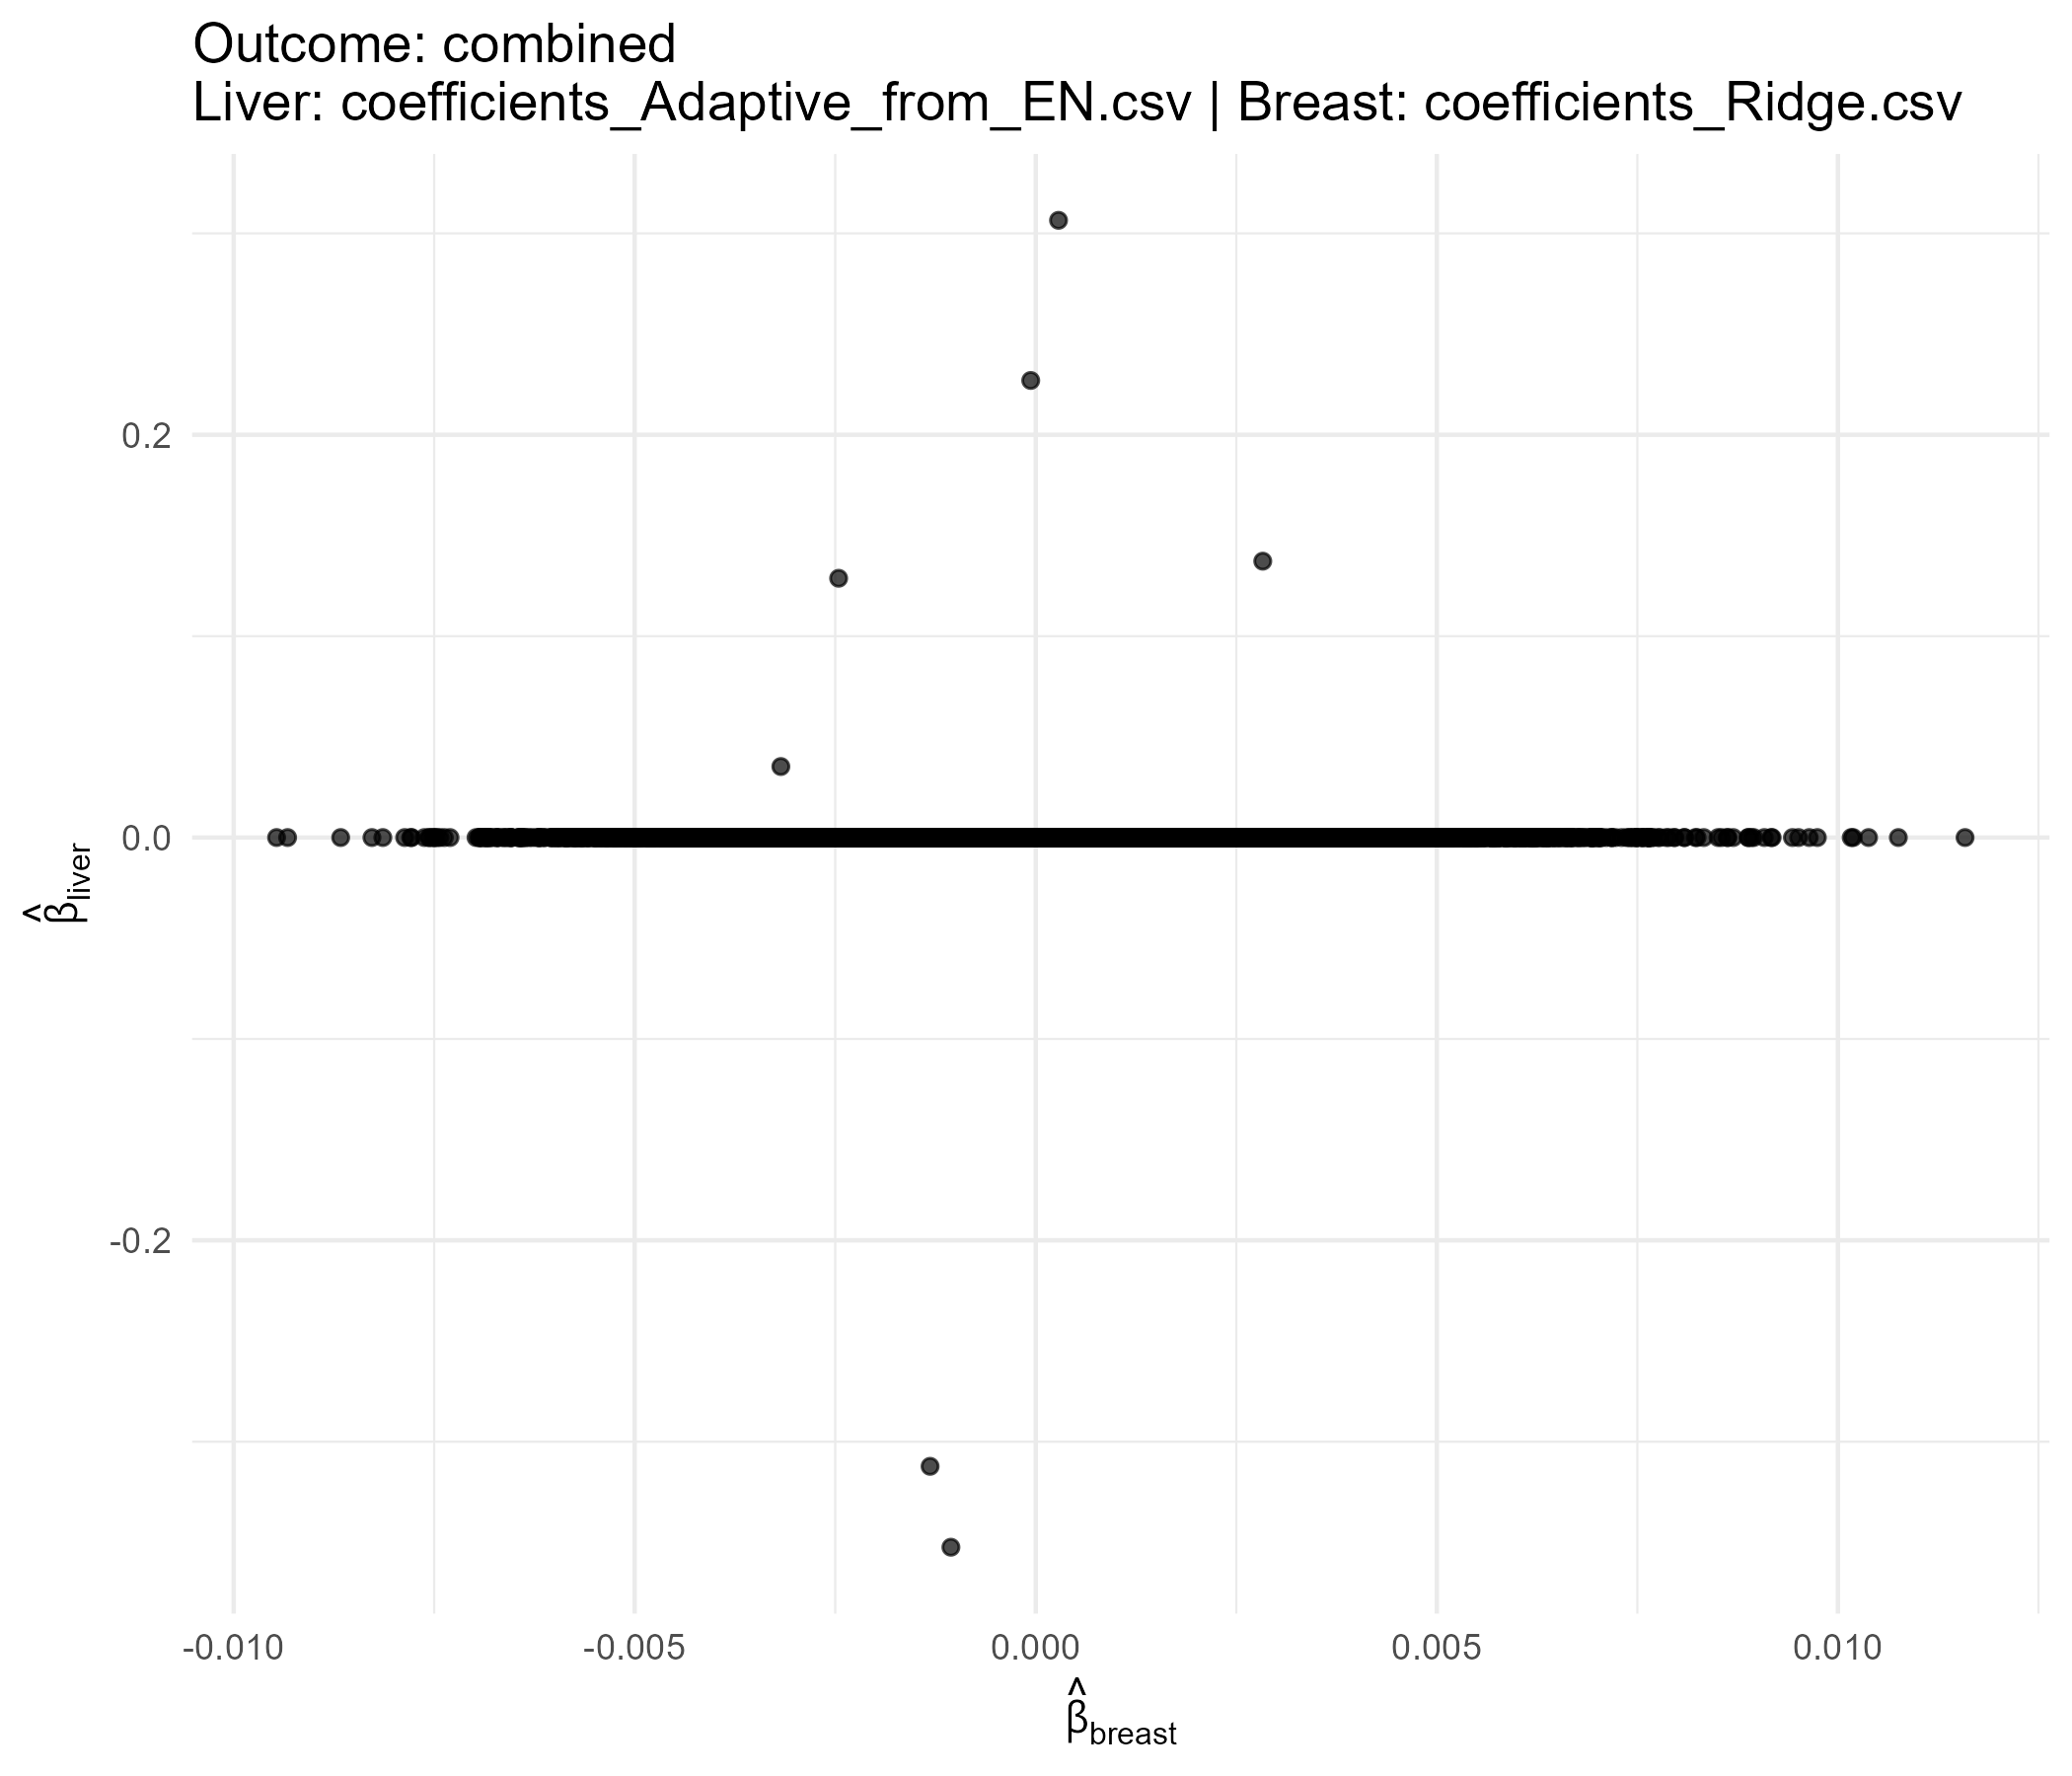 Outcome: combined
Liver: coefficients_Adaptive_from_EN.csv | Breast: coefficients_Ridge.csv
0.2
0.0
-0.2
β̂liver
-0.010 -0.005 0.000 0.005 0.010
β̂breast